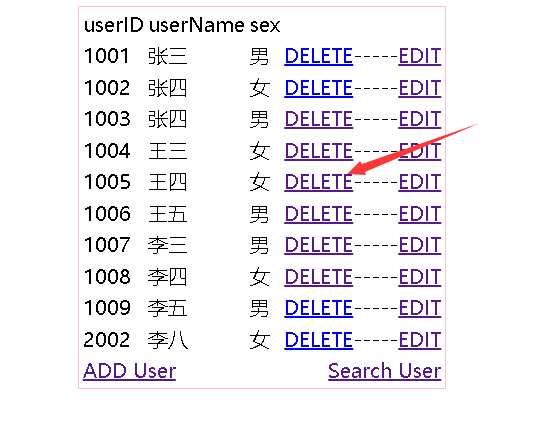 userID userName sex
1001 张三 男 DELETE-----EDIT
1002 张四 女 DELETE-----EDIT
1003 张四 男 DELETE-----EDIT
1004 王三 女 DELETE-----EDIT
1005 王四 女 DELETE-----EDIT
1006 王五 男 DELETE-----EDIT
1007 李三 男 DELETE-----EDIT
1008 李四 女 DELETE-----EDIT
1009 李五 男 DELETE-----EDIT
2002 李八 女 DELETE-----EDIT
ADD User Search User